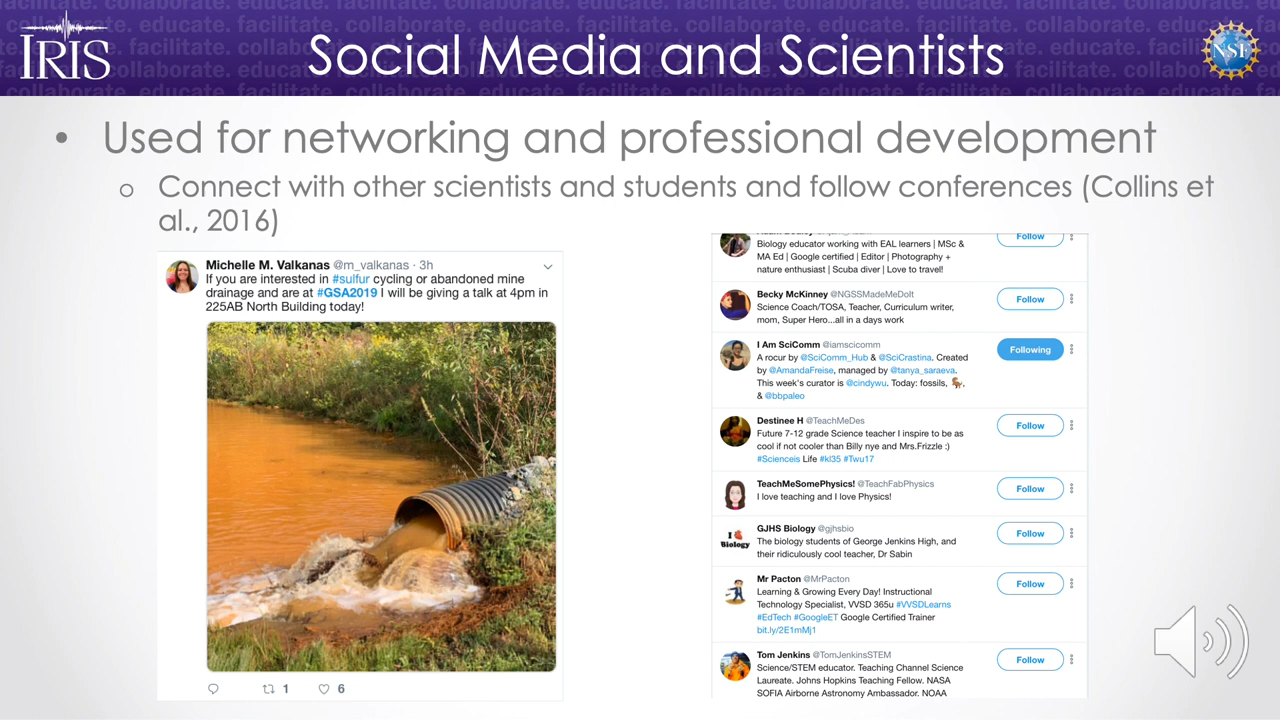 IRIS
Social Media and Scientists
NSF
• Used for networking and professional development
o Connect with other scientists and students and follow conferences (Collins et
al., 2016)
Michelle M. Valkanas @m_valkanas · 3h
If you are interested in #sulfur cycling or abandoned mine
drainage and are at #GSA2019 I will be giving a talk at 4pm in
225AB North Building today!
1 6
Follow
Biology educator working with EAL learners | MSc &
MA Ed | Google certified | Editor | Photography +
nature enthusiast | Scuba diver | Love to travel!
Becky McKinney @NGSSMadeMeDoIt
Follow
Science Coach/TOSA, Teacher, Curriculum writer,
mom, Super Hero...all in a days work
I Am SciComm @iamscicomm
Following
A rocur by @SciComm_Hub & @SciCrastina. Created
by @AmandaFreise, managed by @tanya_saraeva.
This week's curator is @cindywu. Today: fossils, 🐅,
& @bbpaleo
Destinee H @TeachMeDes
Follow
Future 7-12 grade Science teacher I inspire to be as
cool if not cooler than Billy nye and Mrs.Frizzle :)
#Scienceis Life #kl35 #Twu17
TeachMeSomePhysics! @TeachFabPhysics
Follow
I love teaching and I love Physics!
I
Biology
GJHS Biology @gjhsbio
Follow
The biology students of George Jenkins High, and
their ridiculously cool teacher, Dr Sabin
Mr Pacton @MrPacton
Follow
Learning & Growing Every Day! Instructional
Technology Specialist, VVSD 365u #VVSDLearns
#EdTech #GoogleET Google Certified Trainer
bit.ly/2E1mMj1
Tom Jenkins @TomJenkinsSTEM
Follow
Science/STEM educator. Teaching Channel Science
Laureate. Johns Hopkins Teaching Fellow. NASA
SOFIA Airborne Astronomy Ambassador. NOAA